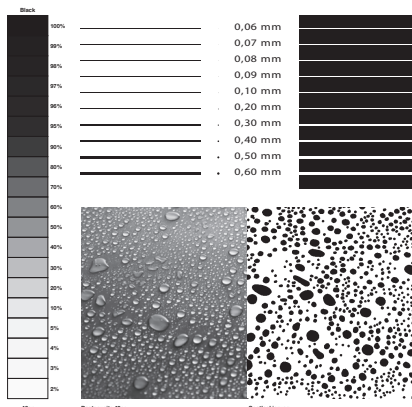 Black
100%
99%
98%
97%
96%
95%
90%
80%
70%
60%
50%
40%
30%
20%
10%
5%
4%
3%
2%
0,06 mm
0,07 mm
0,08 mm
0,09 mm
0,10 mm
0,20 mm
0,30 mm
0,40 mm
0,50 mm
0,60 mm